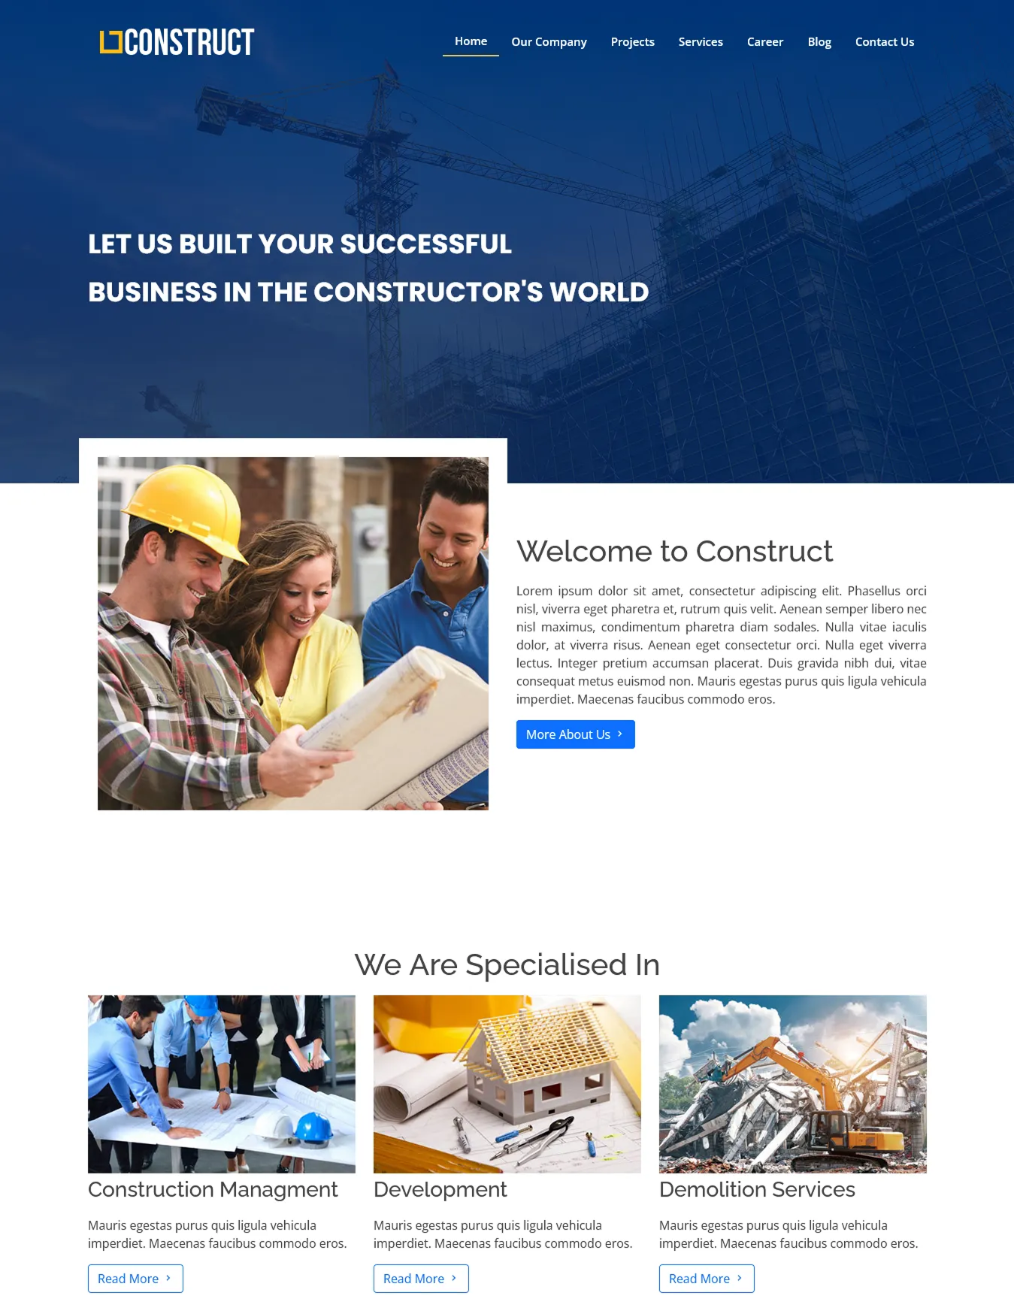 CONSTRUCT
Home Our Company Projects Services Career Blog Contact Us
LET US BUILT YOUR SUCCESSFUL
BUSINESS IN THE CONSTRUCTOR'S WORLD
Welcome to Construct
Lorem ipsum dolor sit amet, consectetur adipiscing elit. Phasellus orci
nisl, viverra eget pharetra et, rutrum quis velit. Aenean semper libero nec
nisl maximus, condimentum pharetra diam sodales. Nulla vitae iaculis
dolor, at viverra risus. Aenean eget consectetur orci. Nulla eget viverra
lectus. Integer pretium accumsan placerat. Duis gravida nibh dui, vitae
consequat metus euismod non. Mauris egestas purus quis ligula vehicula
imperdiet. Maecenas faucibus commodo eros.
More About Us
We Are Specialised In
Construction Managment
Mauris egestas purus quis ligula vehicula
imperdiet. Maecenas faucibus commodo eros.
Read More
Development
Mauris egestas purus quis ligula vehicula
imperdiet. Maecenas faucibus commodo eros.
Read More
Demolition Services
Mauris egestas purus quis ligula vehicula
imperdiet. Maecenas faucibus commodo eros.
Read More